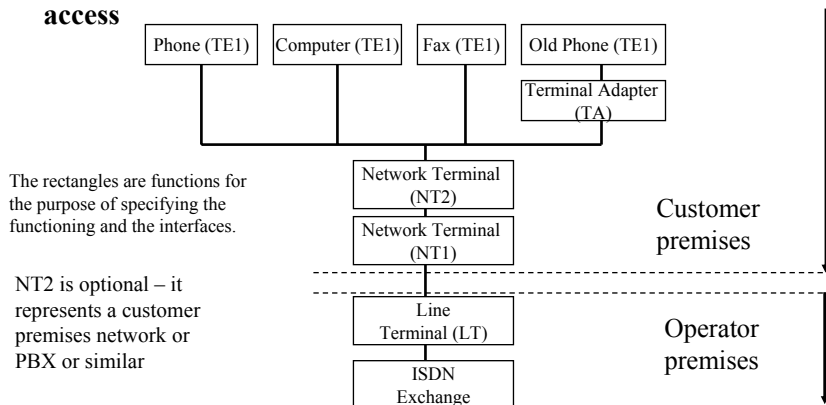 access
Phone (TE1)
Computer (TE1)
Fax (TE1)
Old Phone (TE1)
Terminal Adapter
(TA)
Network Terminal
(NT2)
The rectangles are functions for
the purpose of specifying the
functioning and the interfaces.
Network Terminal
(NT1)
Customer
premises
NT2 is optional – it
represents a customer
premises network or
PBX or similar
Line
Terminal (LT)
Operator
premises
ISDN
Exchange